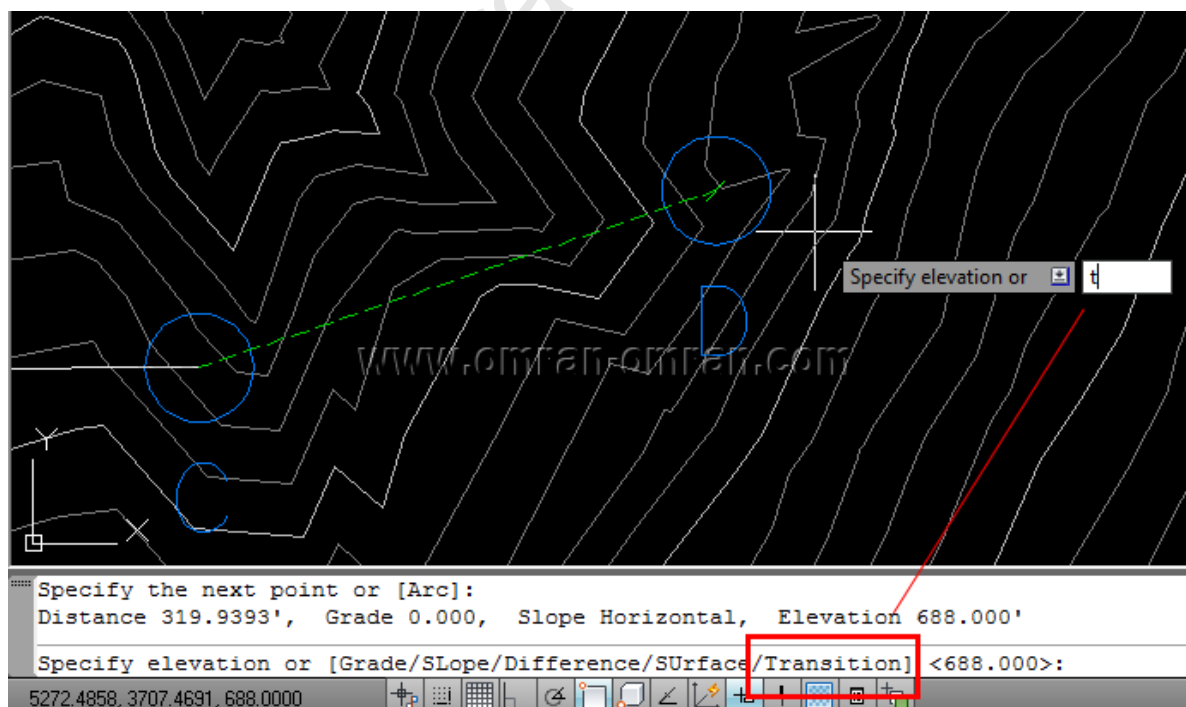 Specify elevation or t
D
www.omran-omran.com
C
Y
X
Specify the next point or [Arc]:
Distance 319.9393', Grade 0.000, Slope Horizontal, Elevation 688.000'
Specify elevation or [Grade/SLope/Difference/SUrface/Transition] <688.000>:
5272.4858, 3707.4691, 688.0000